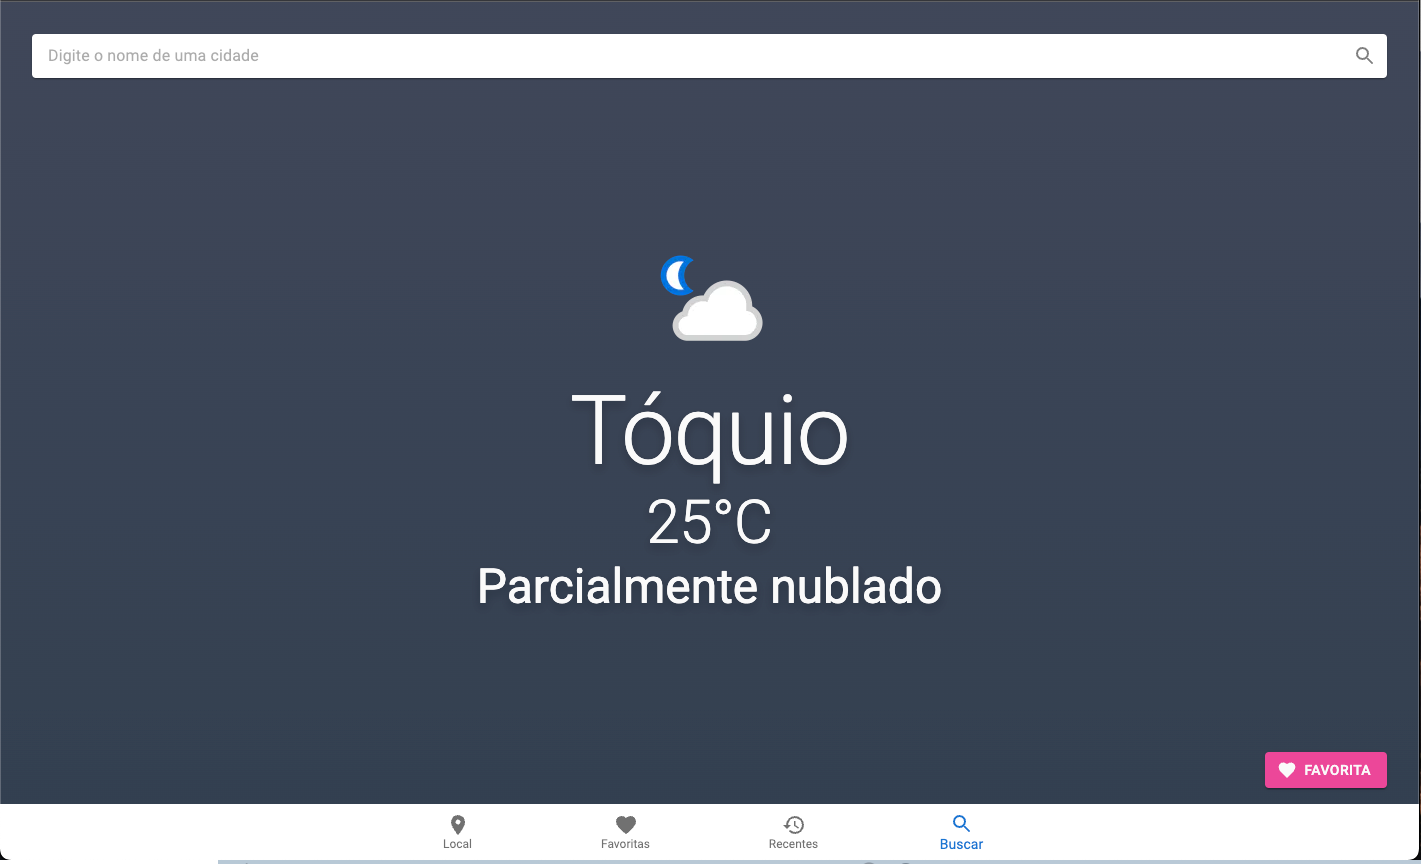 Digite o nome de uma cidade
Tóquio
25°C
Parcialmente nublado
FAVORITA
Local
Favoritas
Recentes
Buscar